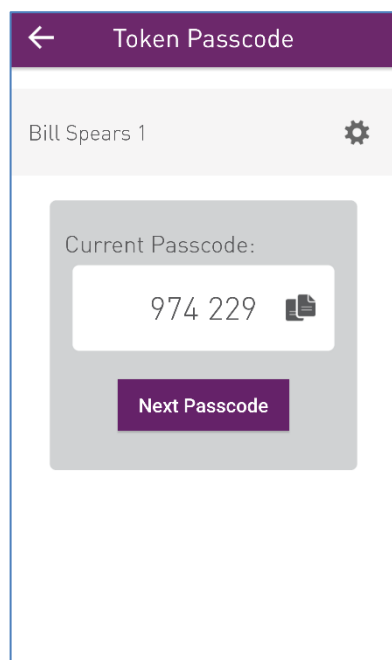 Token Passcode
Bill Spears 1
Current Passcode:
974 229
Next Passcode